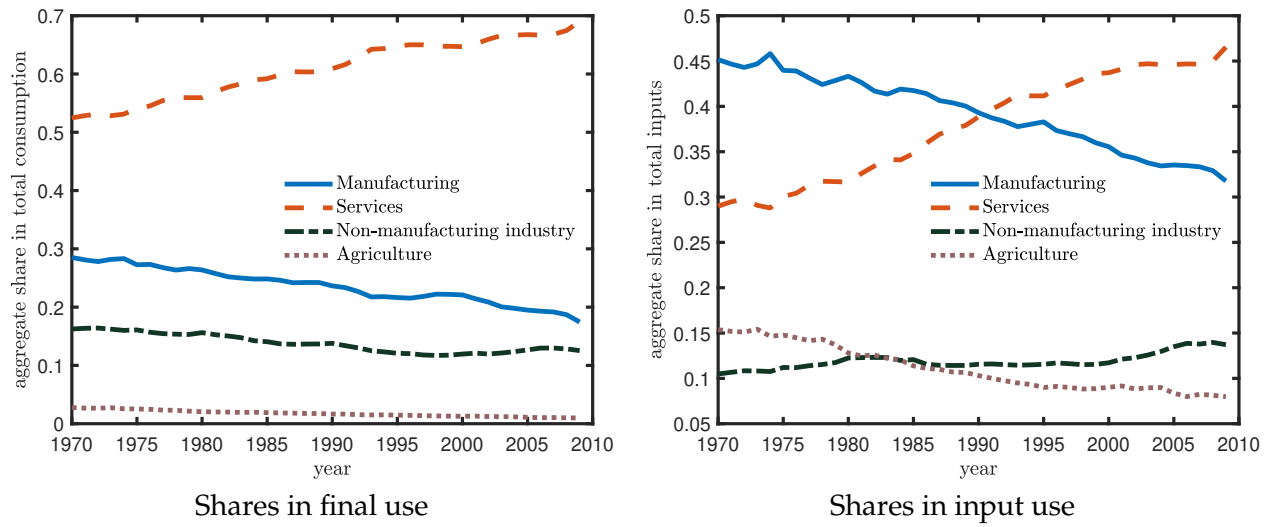 aggregate share in total consumption
0.7
0.6
0.5
0.4
0.3
0.2
0.1
0
Manufacturing
Services
Non-manufacturing industry
Agriculture
1970 1975 1980 1985 1990 1995 2000 2005 2010
year
Shares in final use
aggregate share in total inputs
0.45
0.4
0.35
0.3
0.25
0.2
0.15
0.1
0.05
Manufacturing
Services
Non-manufacturing industry
Agriculture
1970 1975 1980 1985 1990 1995 2000 2005 2010
year
Shares in input use